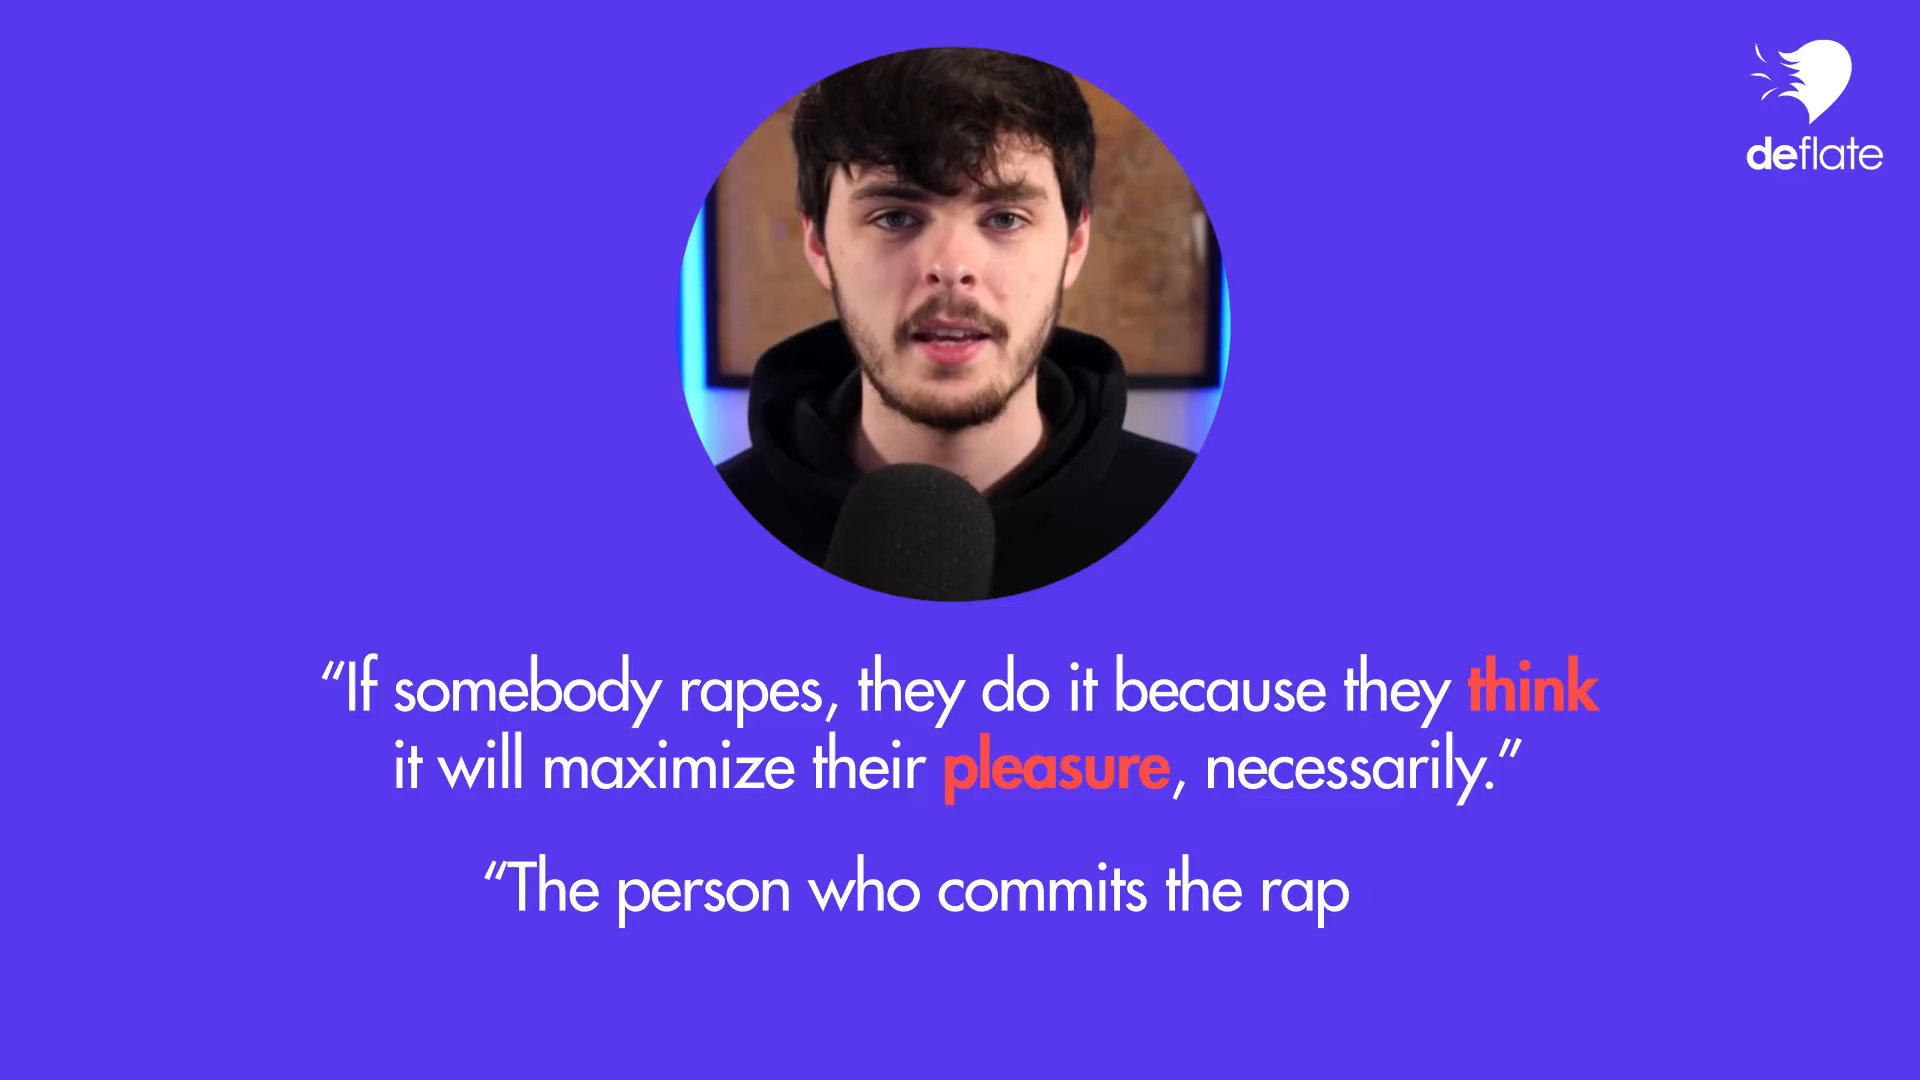 deflate
“If somebody rapes, they do it because they think
it will maximize their pleasure, necessarily.”
“The person who commits the rap